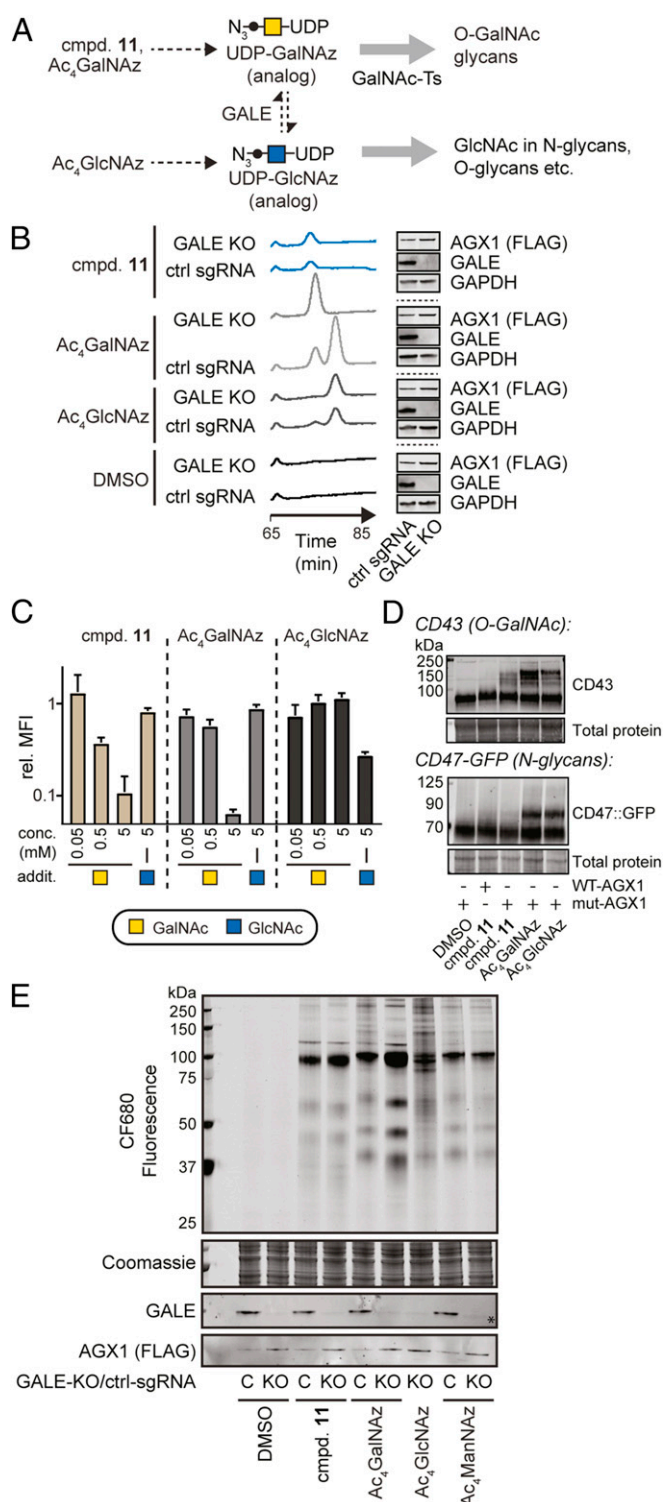 A
cmpd. 11,
Ac4GalNAz
N3 UDP
UDP-GalNAz
(analog)
GalNAc-Ts
O-GalNAc
glycans
GALE
Ac4GlcNAz
N3 UDP
UDP-GlcNAz
(analog)
GlcNAc in N-glycans,
O-glycans etc.
B
cmpd. 11
GALE KO
ctrl sgRNA
AGX1 (FLAG)
GALE
GAPDH
Ac4GalNAz
GALE KO
ctrl sgRNA
AGX1 (FLAG)
GALE
GAPDH
Ac4GlcNAz
GALE KO
ctrl sgRNA
AGX1 (FLAG)
GALE
GAPDH
DMSO
GALE KO
ctrl sgRNA
AGX1 (FLAG)
GALE
GAPDH
65 85
Time
(min)
ctrl sgRNA
GALE KO
C
cmpd. 11 Ac4GalNAz Ac4GlcNAz
rel. MFI
1
0.1
conc.
(mM)
0.05 0.5 5 5 0.05 0.5 5 5 0.05 0.5 5 5
addit.
GalNAc GlcNAc
D
CD43 (O-GalNAc):
kDa
250
150
100
CD43
Total protein
CD47-GFP (N-glycans):
125
90
70
CD47::GFP
Total protein
- + - - - WT-AGX1
+ - + + + mut-AGX1
DMSO
cmpd. 11
cmpd. 11
Ac4GalNAz
Ac4GlcNAz
E
kDa
250
150
100
75
50
37
25
CF680
Fluorescence
Coomassie
GALE
*
AGX1 (FLAG)
GALE-KO/ctrl-sgRNA C KO C KO C KO KO C KO
DMSO
cmpd. 11
Ac4GalNAz
Ac4GlcNAz
Ac4ManNAz